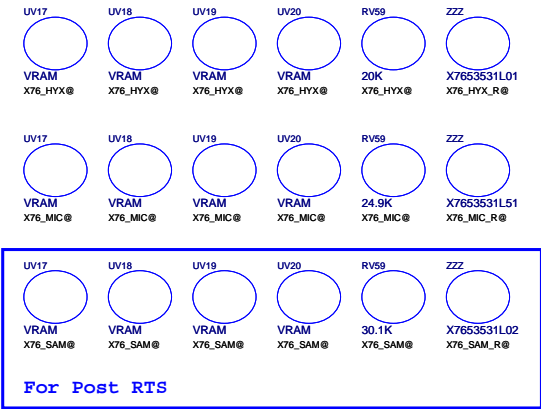 UV17 UV18 UV19 UV20 RV59 ZZZ
VRAM VRAM VRAM VRAM 20K X7653531L01
X76_HYX@ X76_HYX@ X76_HYX@ X76_HYX@ X76_HYX@ X76_HYX_R@
UV17 UV18 UV19 UV20 RV59 ZZZ
VRAM VRAM VRAM VRAM 24.9K X7653531L51
X76_MIC@ X76_MIC@ X76_MIC@ X76_MIC@ X76_MIC@ X76_MIC_R@
UV17 UV18 UV19 UV20 RV59 ZZZ
VRAM VRAM VRAM VRAM 30.1K X7653531L02
X76_SAM@ X76_SAM@ X76_SAM@ X76_SAM@ X76_SAM@ X76_SAM_R@
For Post RTS